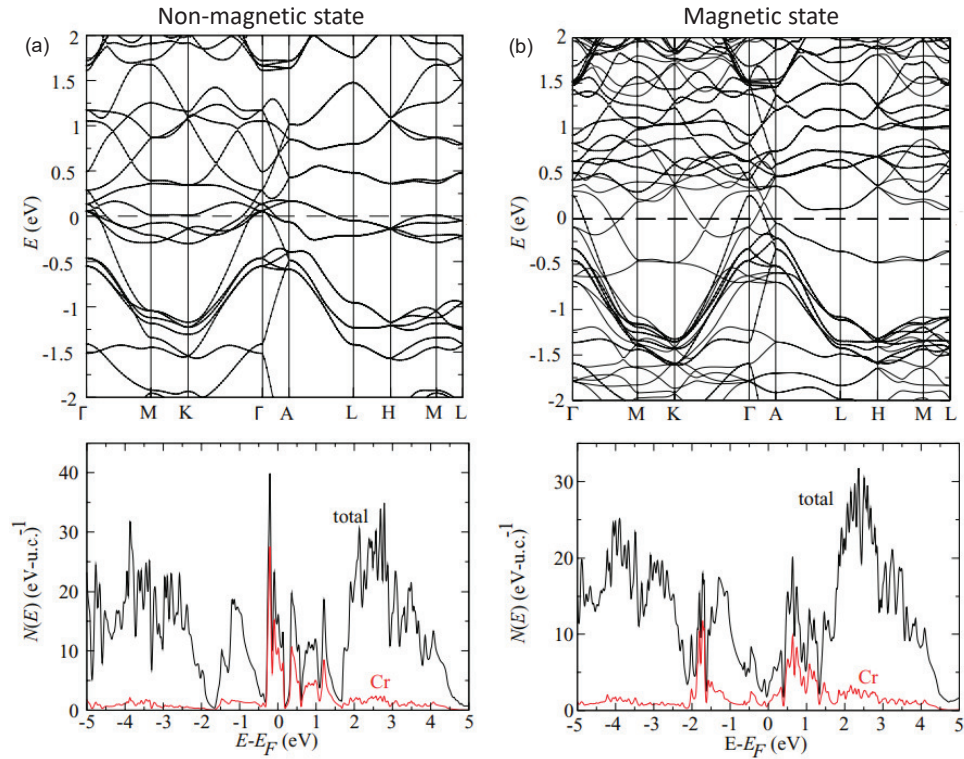 Non-magnetic state
Magnetic state
(a)
(b)
2
1.5
1
0.5
0
-0.5
-1
-1.5
-2
E (eV)
Γ M K Γ A L H M L
2
1.5
1
0.5
0
-0.5
-1
-1.5
-2
E (eV)
Γ M K Γ A L H M L
40
30
20
10
0
N(E) (eV-u.c.)-1
total
Cr
-5 -4 -3 -2 -1 0 1 2 3 4 5
E-EF (eV)
30
20
10
0
N(E) (eV-u.c.)-1
total
Cr
-5 -4 -3 -2 -1 0 1 2 3 4 5
E-EF (eV)